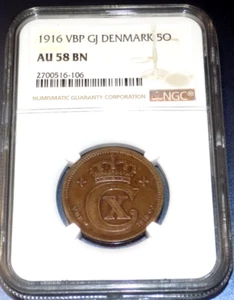 1916 VBP GJ DENMARK 5O
AU 58 BN
2700516-106
NUMISMATIC GUARANTY CORPORATION
NGC
C X